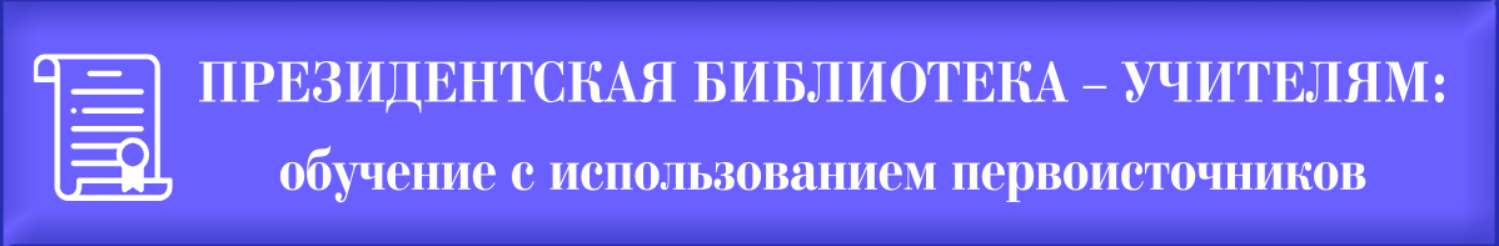 ПРЕЗИДЕНТСКАЯ БИБЛИОТЕКА – УЧИТЕЛЯМ:
обучение с использованием первоисточников